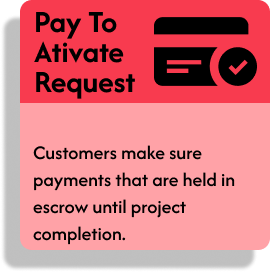 Pay To
Ativate
Request
Customers make sure
payments that are held in
escrow until project
completion.